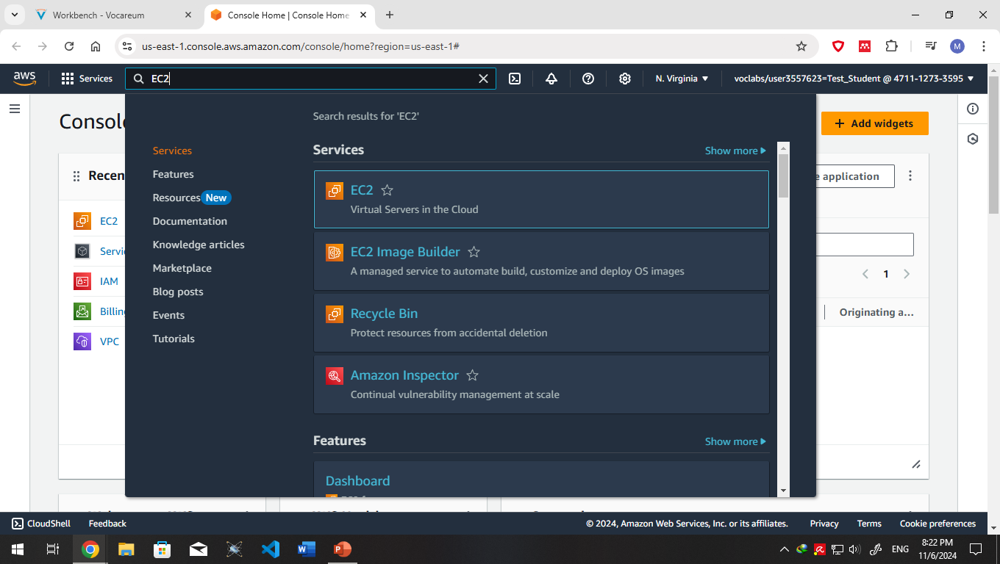 Workbench - Vocareum
Console Home | Console Home
us-east-1.console.aws.amazon.com/console/home?region=us-east-1#
M
aws
Services
EC2
N. Virginia
voclabs/user3557623=Test_Student @ 4711-1273-3595
Search results for 'EC2'
Add widgets
Services
Features
Resources New
Documentation
Knowledge articles
Marketplace
Blog posts
Events
Tutorials
Services
Show more
EC2
Virtual Servers in the Cloud
EC2 Image Builder
A managed service to automate build, customize and deploy OS images
Recycle Bin
Protect resources from accidental deletion
Amazon Inspector
Continual vulnerability management at scale
Features
Show more
Dashboard
EC2
IAM
VPC
application
1
Originating a...
CloudShell
Feedback
© 2024, Amazon Web Services, Inc. or its affiliates.
Privacy
Terms
Cookie preferences
ENG
8:22 PM
11/6/2024